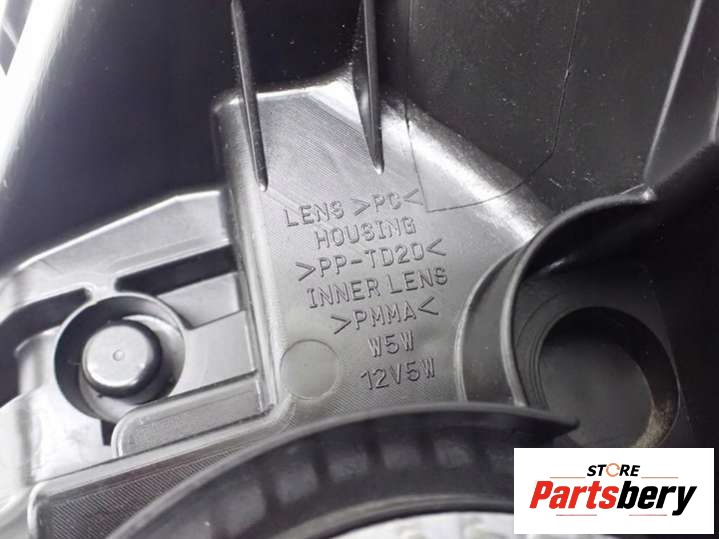 LENS >PC<
HOUSING
>PP-TD20<
INNER LENS
>PMMA<
W5W
12V5W
STORE
Partsbery